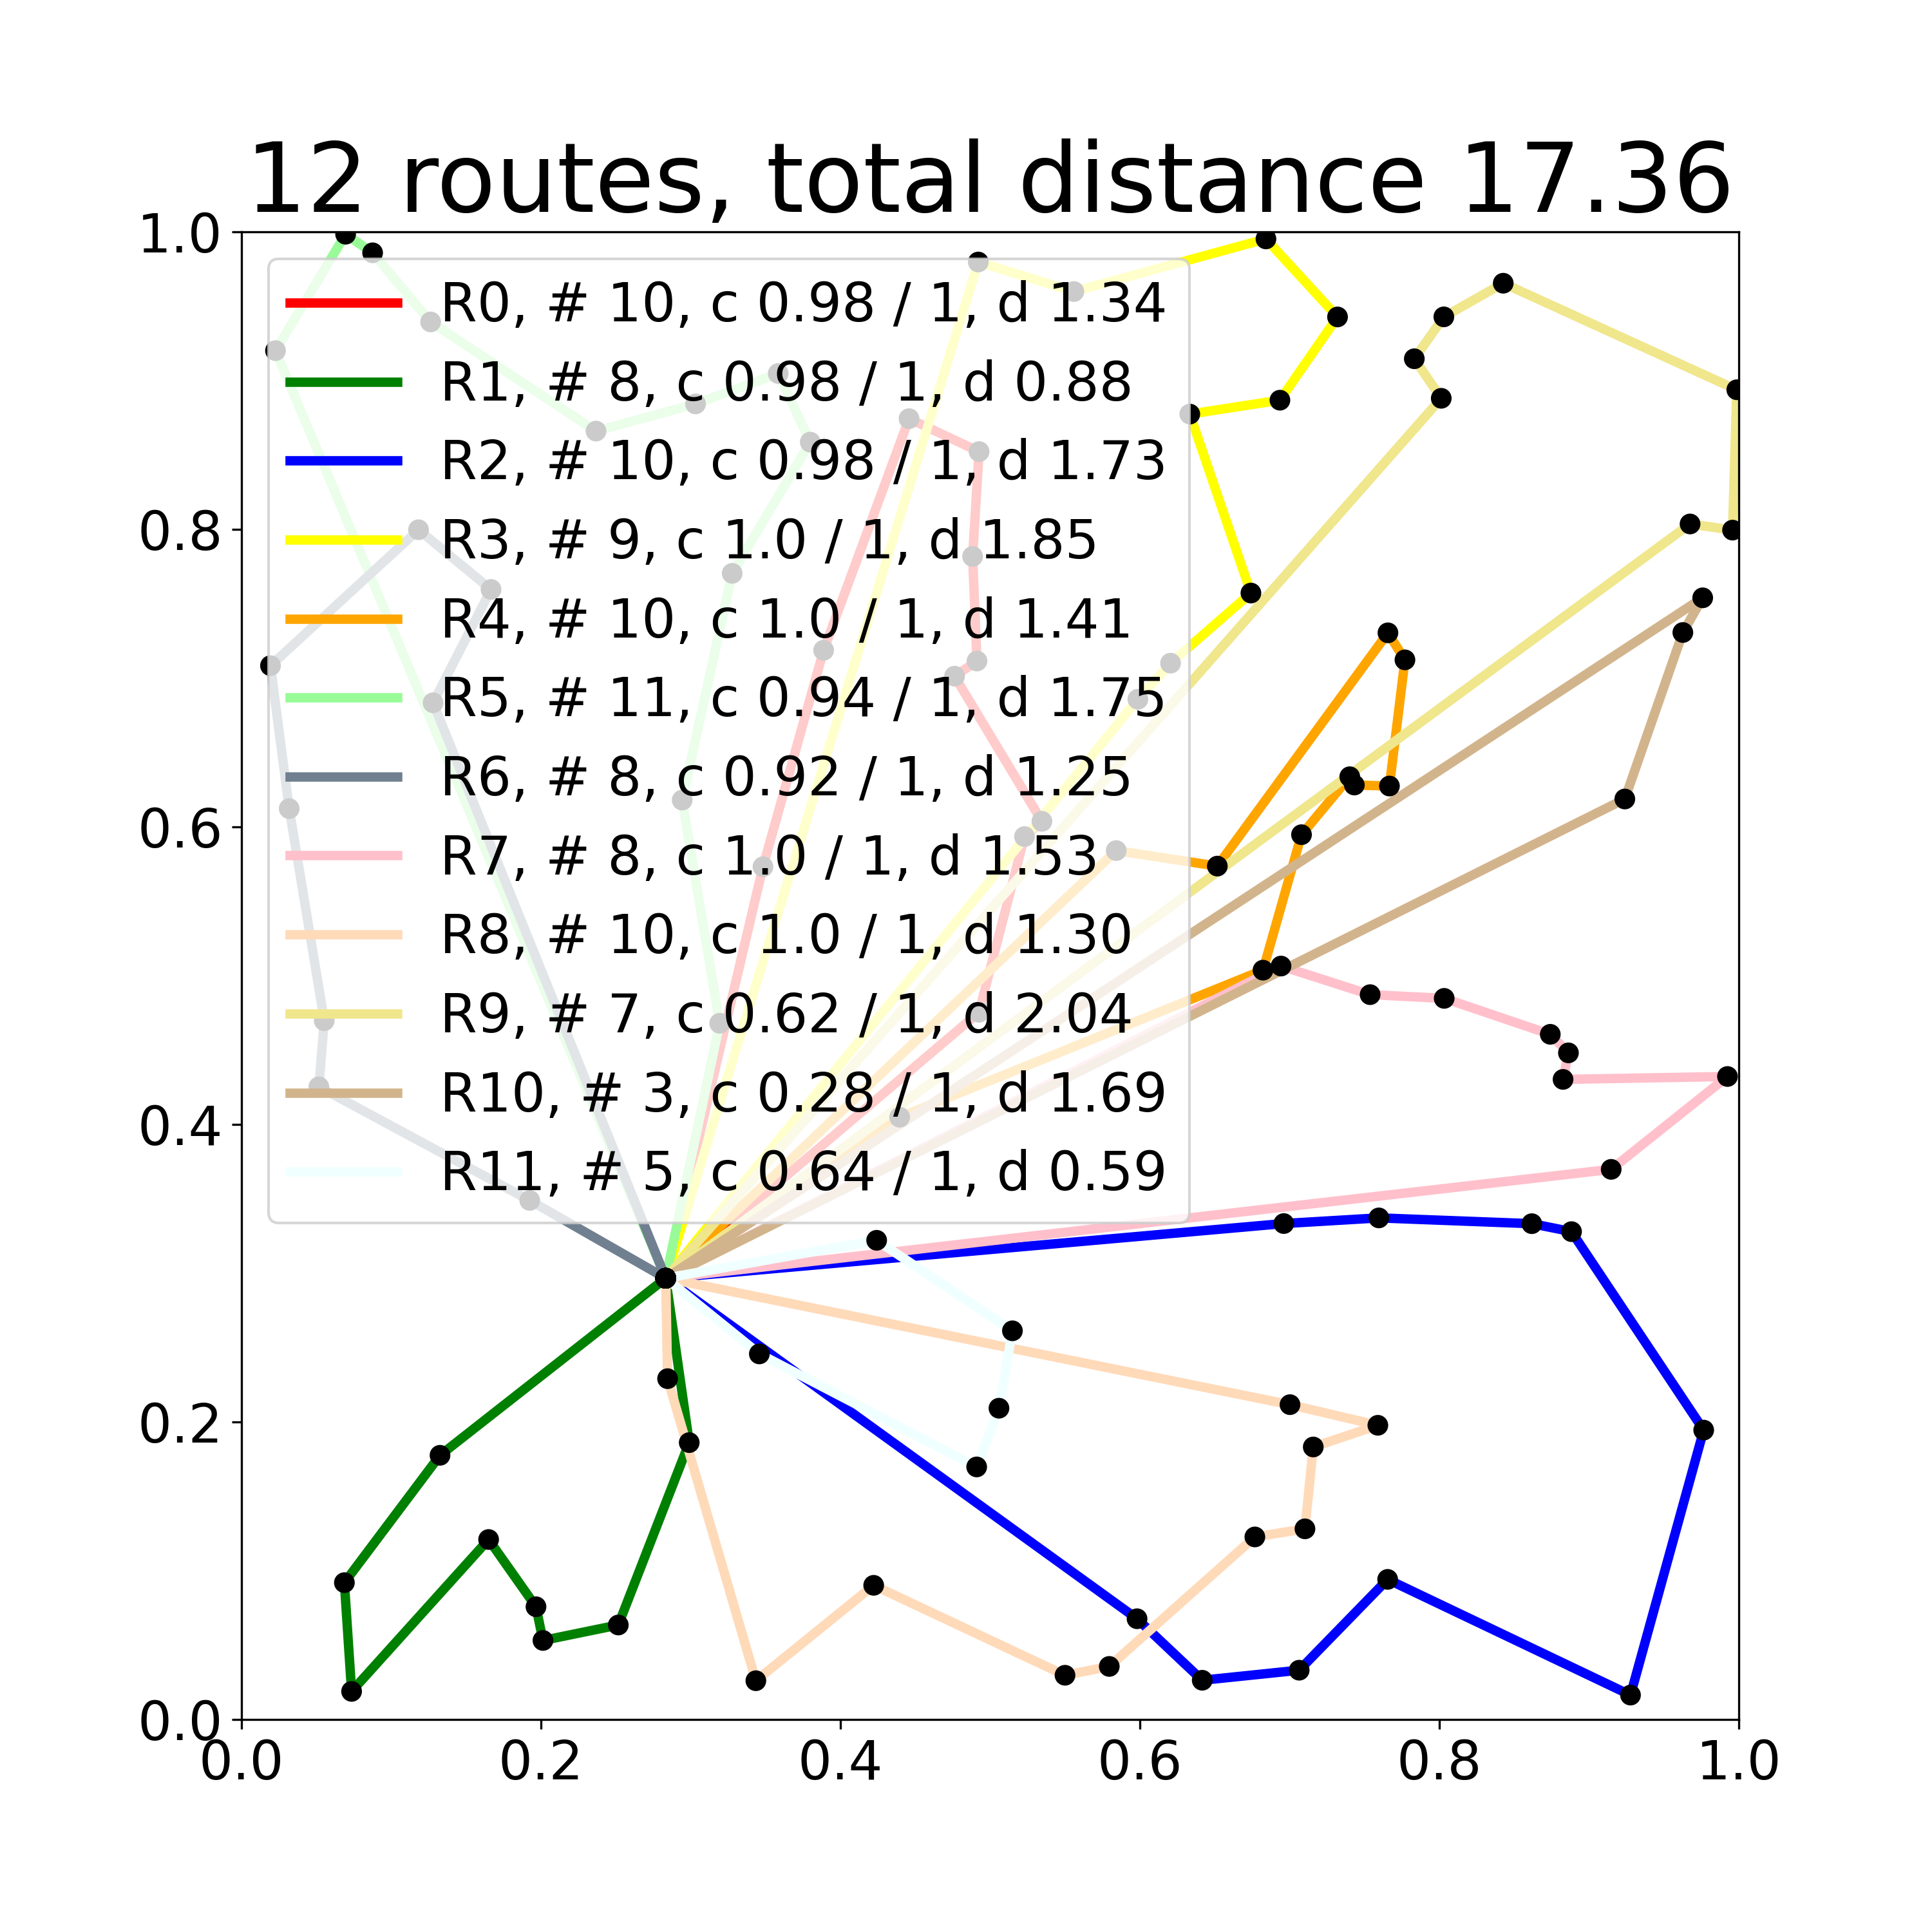 12 routes, total distance 17.36
1.0
0.8
0.6
0.4
0.2
0.0
R0, # 10, c 0.98 / 1, d 1.34
R1, # 8, c 0.98 / 1, d 0.88
R2, # 10, c 0.98 / 1, d 1.73
R3, # 9, c 1.0 / 1, d 1.85
R4, # 10, c 1.0 / 1, d 1.41
R5, # 11, c 0.94 / 1, d 1.75
R6, # 8, c 0.92 / 1, d 1.25
R7, # 8, c 1.0 / 1, d 1.53
R8, # 10, c 1.0 / 1, d 1.30
R9, # 7, c 0.62 / 1, d 2.04
R10, # 3, c 0.28 / 1, d 1.69
R11, # 5, c 0.64 / 1, d 0.59
0.0 0.2 0.4 0.6 0.8 1.0